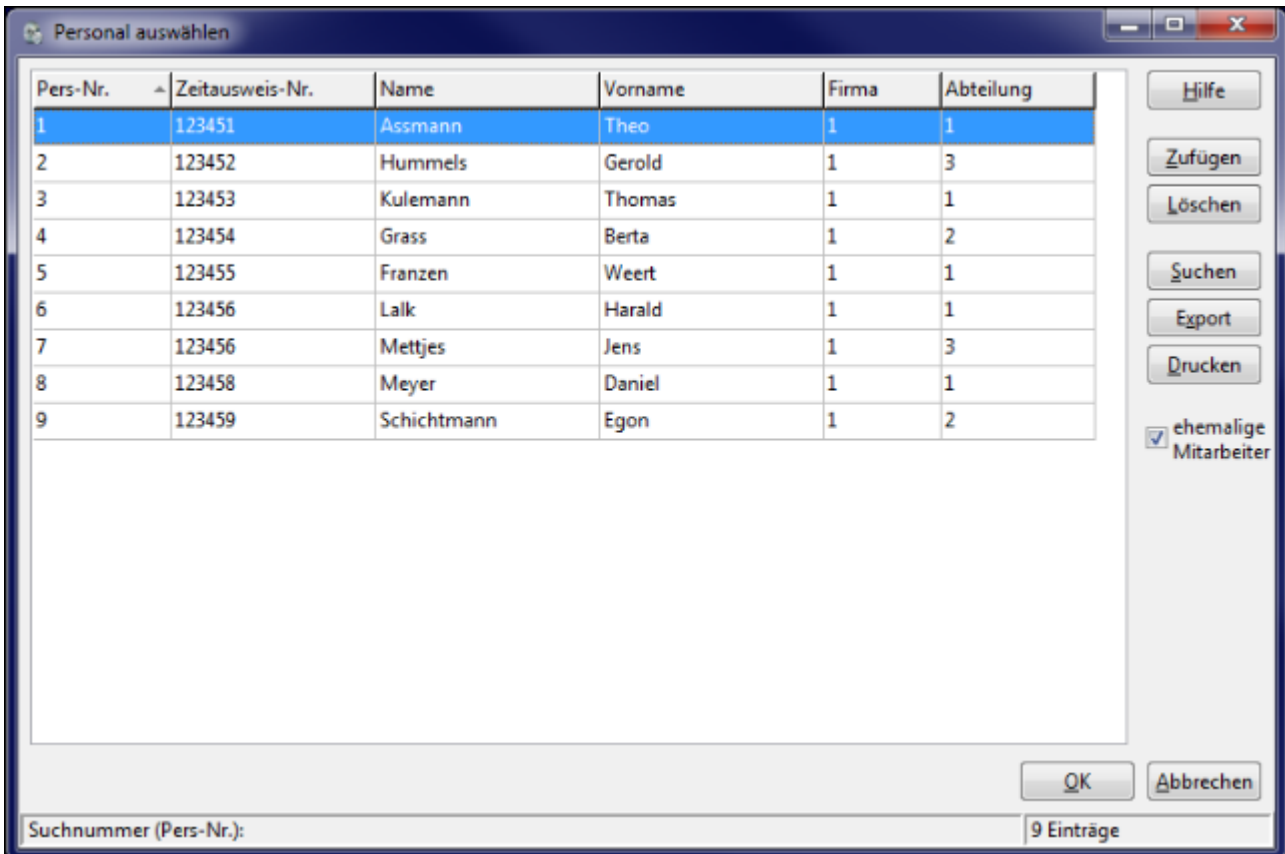 Personal auswählen
Pers-Nr. Zeitausweis-Nr. Name Vorname Firma Abteilung
1 123451 Assmann Theo 1 1
2 123452 Hummels Gerold 1 3
3 123453 Kulemann Thomas 1 1
4 123454 Grass Berta 1 2
5 123455 Franzen Weert 1 1
6 123456 Lalk Harald 1 1
7 123456 Mettjes Jens 1 3
8 123458 Meyer Daniel 1 1
9 123459 Schichtmann Egon 1 2
Hilfe
Zufügen
Löschen
Suchen
Export
Drucken
ehemalige
Mitarbeiter
OK Abbrechen
Suchnummer (Pers-Nr.): 9 Einträge